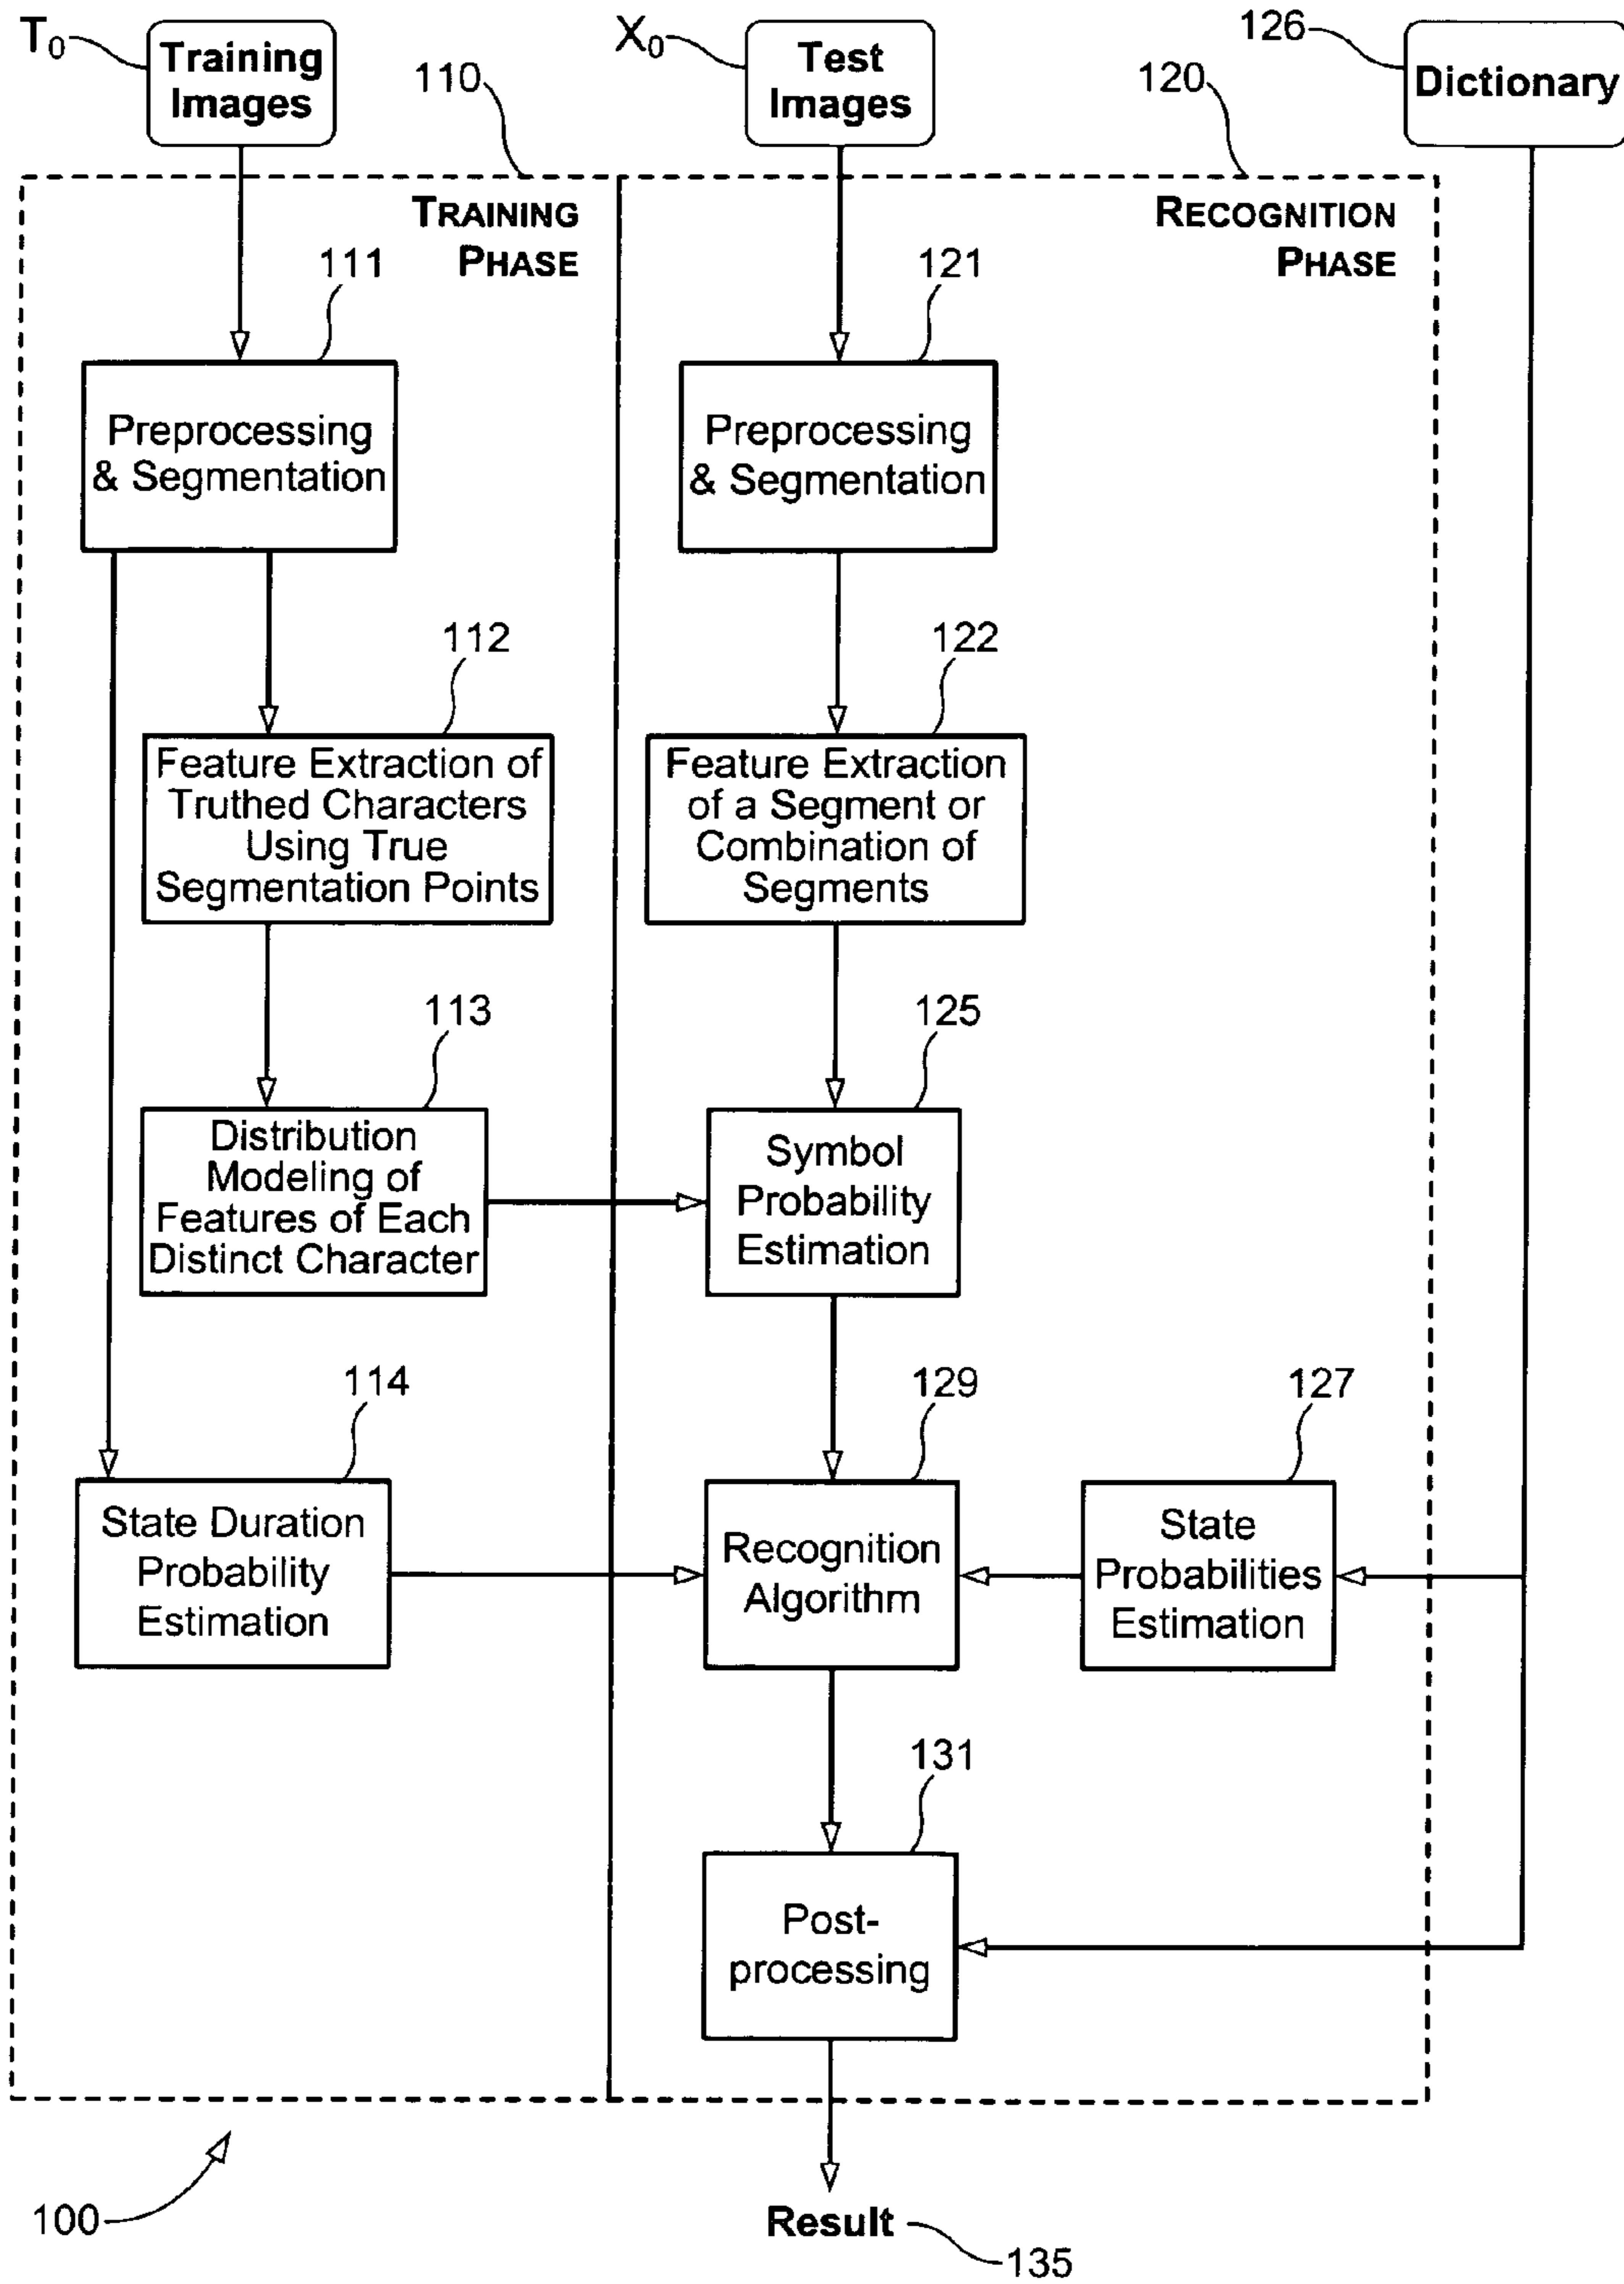 T0
Training
Images
X0
Test
Images
126
Dictionary
110
120
TRAINING
PHASE
RECOGNITION
PHASE
111
Preprocessing
& Segmentation
121
Preprocessing
& Segmentation
112
Feature Extraction of
Truthed Characters
Using True
Segmentation Points
122
Feature Extraction
of a Segment or
Combination of
Segments
113
Distribution
Modeling of
Features of Each
Distinct Character
125
Symbol
Probability
Estimation
114
State Duration
Probability
Estimation
129
Recognition
Algorithm
127
State
Probabilities
Estimation
131
Post-
processing
100
Result
135